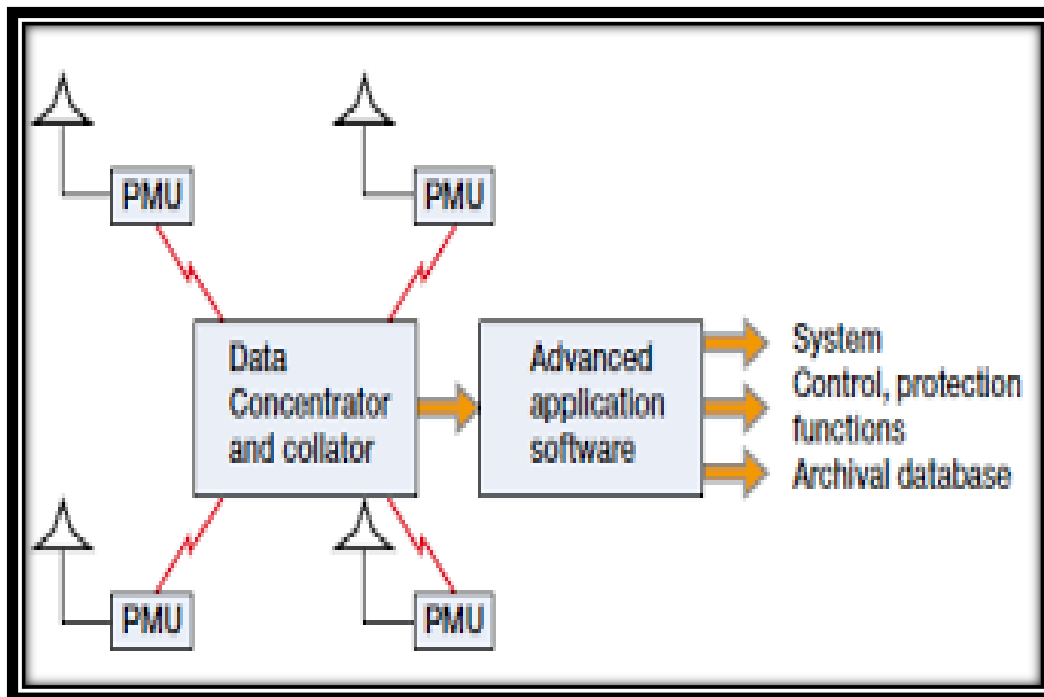 PMU
PMU
Data
Concentrator
and collator
Advanced
application
software
System
Control, protection
functions
Archival database
PMU
PMU